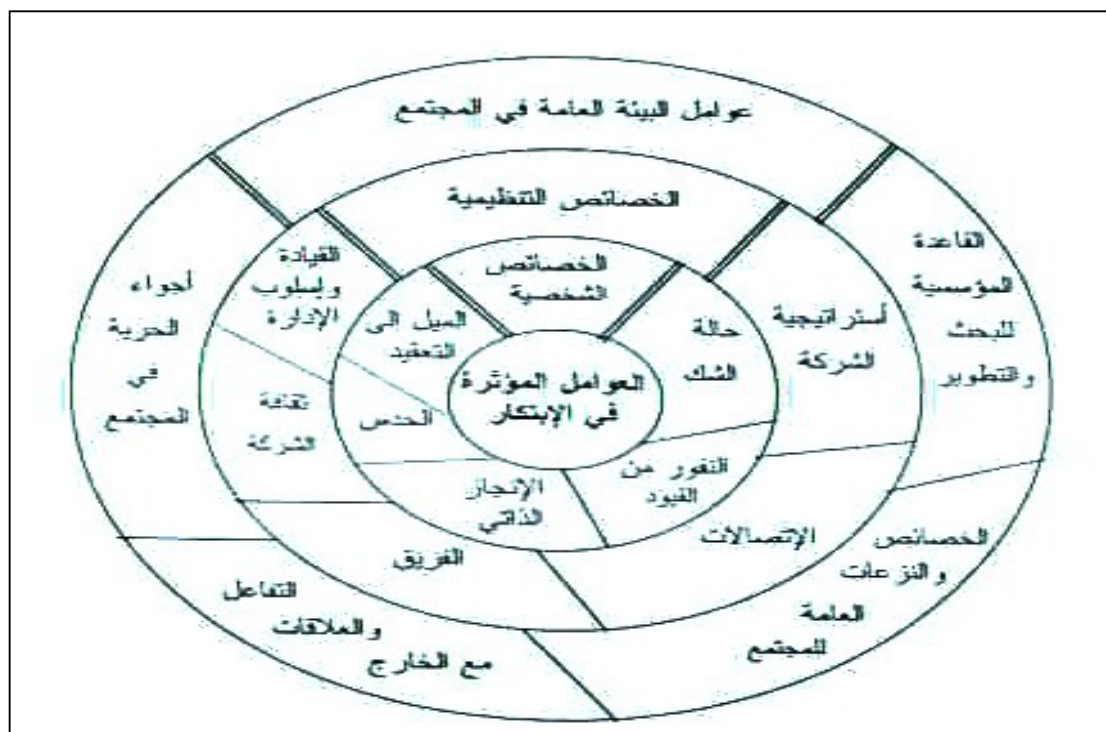 عوامل البيئة العامة في المجتمع
الخصائص التنظيمية
الخصائص
الشخصية
العوامل المؤثرة
في الإبتكار
القاعدة
المؤسسية
للبحث
والتطوير
أستراتيجية
الشركة
حالة
الشك
الميل الى
التعقيد
القيادة
وإسلوب
الإدارة
أجواء
الحرية
في
المجتمع
ثقافة
الشركة
الحدس
النفور من
القيود
الإنجاز
الذاتي
الإتصالات
الفريق
الخصائص
والنزعات
العامة
للمجتمع
التفاعل
والعلاقات
مع الخارج